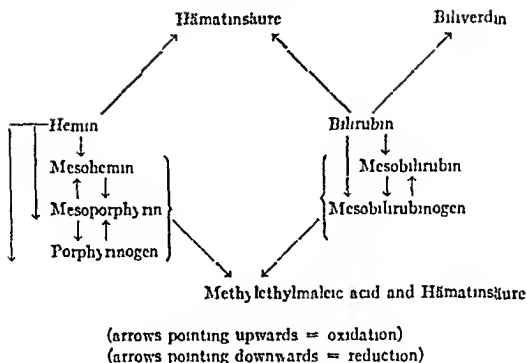 Hämatinsäure Biliverdin
Hemin Bilirubin
Mesohemin Mesobilirubin
Mesoporphyrin Mesobilirubinogen
Porphyrinogen
Methylethylmaleic acid and Hämatinsäure
(arrows pointing upwards = oxidation)
(arrows pointing downwards = reduction)